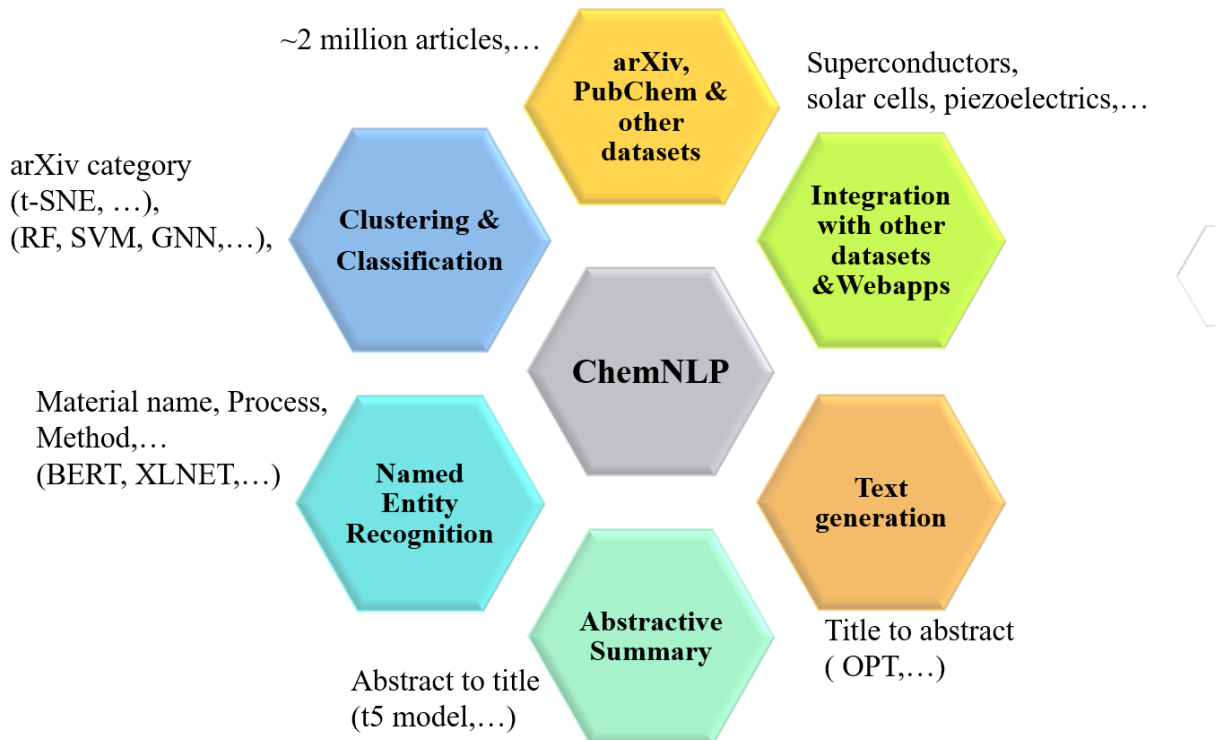 ~2 million articles,…
arXiv,
PubChem &
other
datasets
Superconductors,
solar cells, piezoelectrics,…
arXiv category
(t-SNE, …),
(RF, SVM, GNN,…),
Clustering &
Classification
Integration
with other
datasets
&Webapps
ChemNLP
Material name, Process,
Method,…
(BERT, XLNET,…)
Named
Entity
Recognition
Text
generation
Abstractive
Summary
Title to abstract
( OPT,…)
Abstract to title
(t5 model,…)